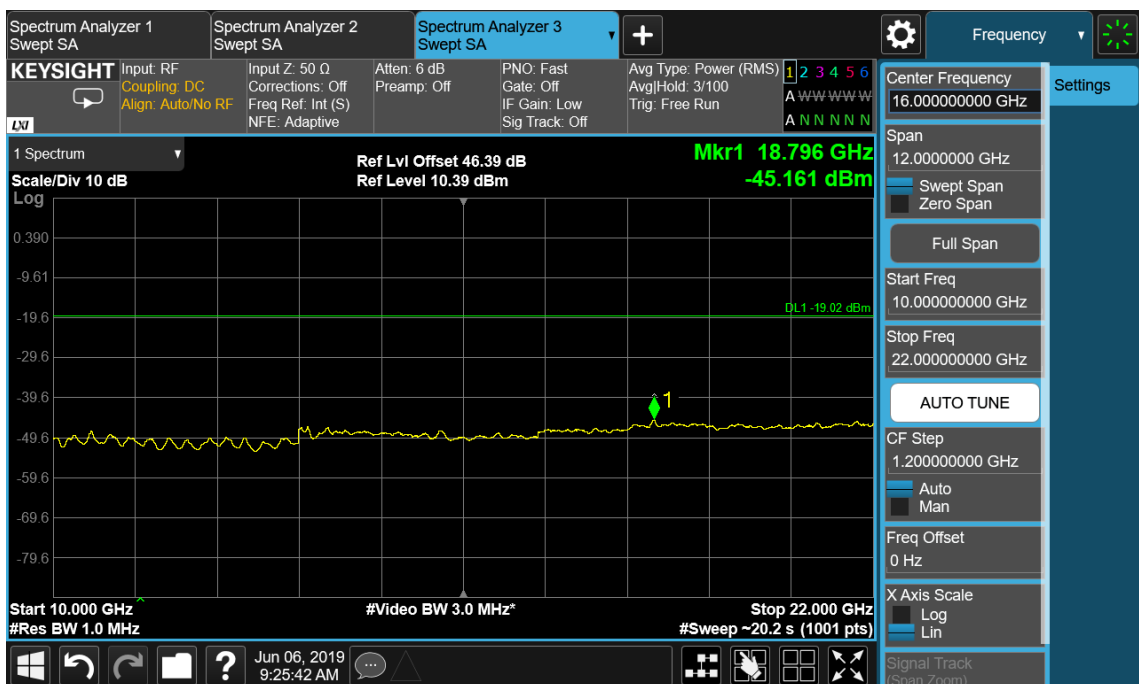 Spectrum Analyzer 1
Swept SA
Spectrum Analyzer 2
Swept SA
Spectrum Analyzer 3
Swept SA
Frequency
KEYSIGHT
LXI
Input: RF
Coupling: DC
Align: Auto/No RF
Input Z: 50 Ω
Corrections: Off
Freq Ref: Int (S)
NFE: Adaptive
Atten: 6 dB
Preamp: Off
PNO: Fast
Gate: Off
IF Gain: Low
Sig Track: Off
Avg Type: Power (RMS)
Avg|Hold: 3/100
Trig: Free Run
1 2 3 4 5 6
A W W W W W
A N N N N N
1 Spectrum
Scale/Div 10 dB
Log
Ref Lvl Offset 46.39 dB
Ref Level 10.39 dBm
Mkr1 18.796 GHz
-45.161 dBm
0.390
-9.61
-19.6
-29.6
-39.6
-49.6
-59.6
-69.6
-79.6
DL1 -19.02 dBm
1
Start 10.000 GHz
#Res BW 1.0 MHz
#Video BW 3.0 MHz*
Stop 22.000 GHz
#Sweep ~20.2 s (1001 pts)
?
Jun 06, 2019
9:25:42 AM
Center Frequency
16.000000000 GHz
Settings
Span
12.0000000 GHz
Swept Span
Zero Span
Full Span
Start Freq
10.000000000 GHz
Stop Freq
22.000000000 GHz
AUTO TUNE
CF Step
1.200000000 GHz
Auto
Man
Freq Offset
0 Hz
X Axis Scale
Log
Lin
Signal Track
(Span Zoom)